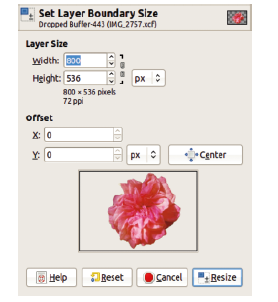 Set Layer Boundary Size
Dropped Buffer-443 (IMG_2757.xcf)
Layer Size
Width: 800
Height: 536 px
800 × 536 pixels
72 ppi
Offset
X: 0
Y: 0 px Center
Help Reset Cancel Resize